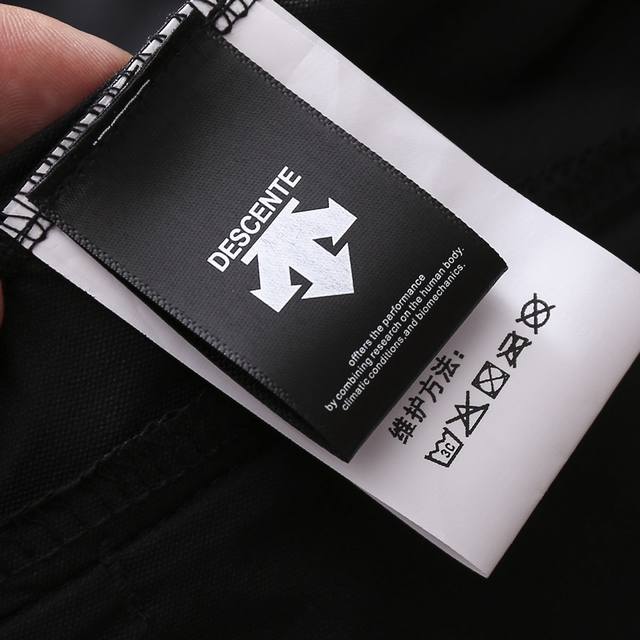 DESCENTE
offers the performance
by combining research on the human body.
climatic conditions,and biomechanics.
维护方法:
3C